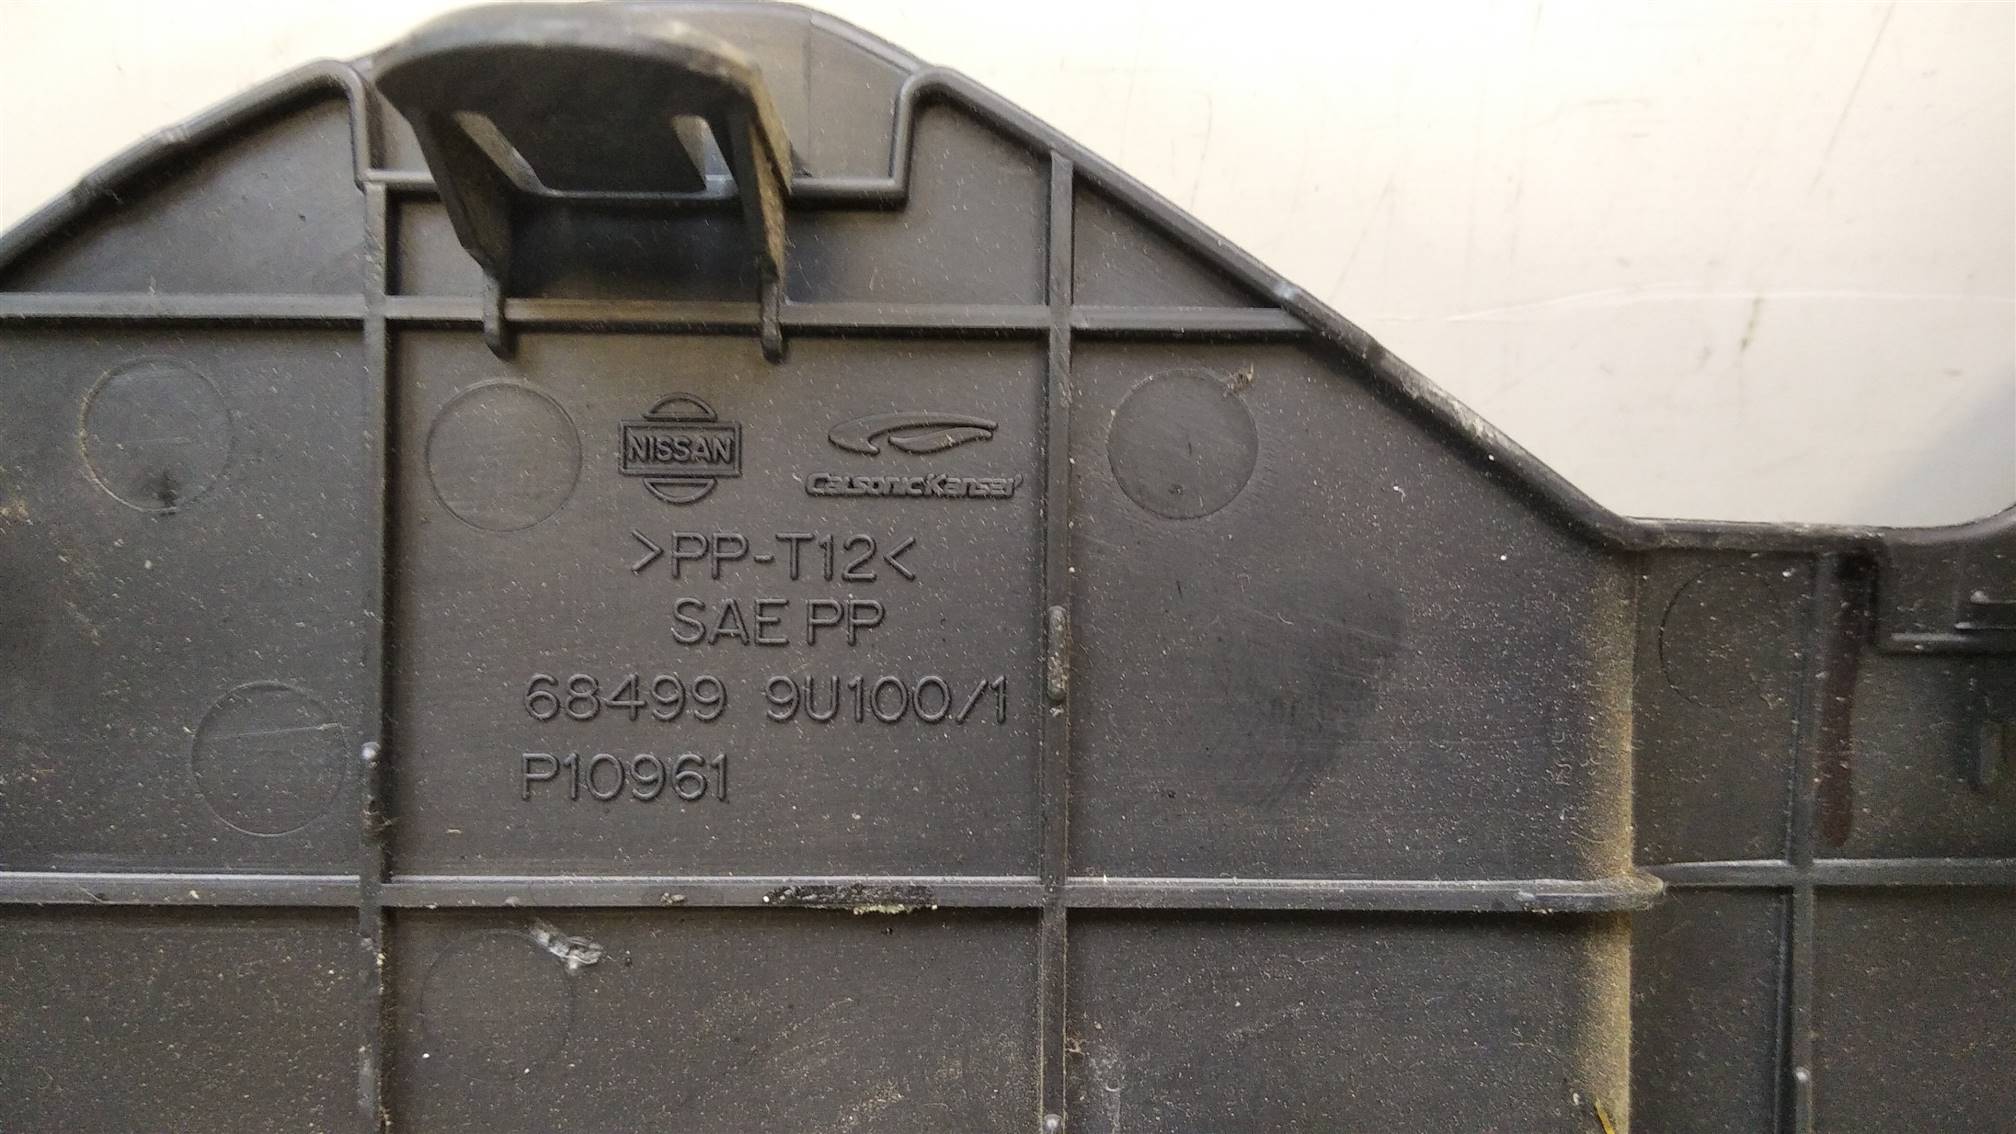 NISSAN
CalsonicKansei
>PP-T12<
SAE PP
68499 9U100/1
P10961